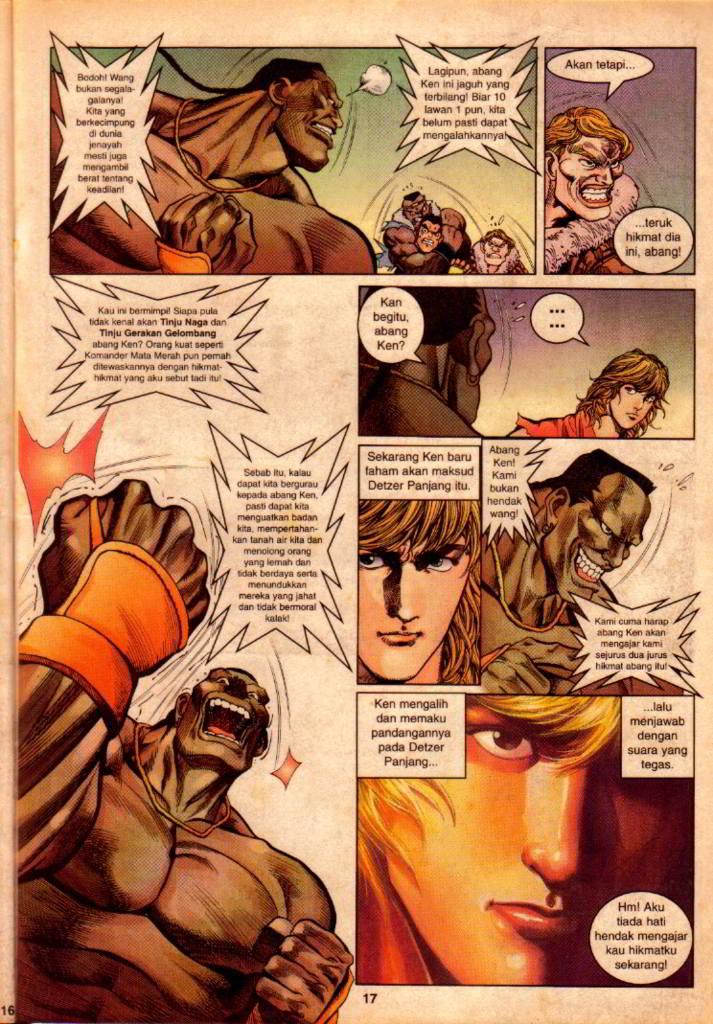 Bodoh! Wang
bukan segala-
galanya!
Kita yang
berkecimpung
di dunia
jenayah
mesti juga
mengambil
berat tentang
keadilan!
Lagipun, abang
Ken ini jaguh yang
terbilang! Biar 10
lawan 1 pun, kita
belum pasti dapat
mengalahkannya!
Akan tetapi...
...teruk
hikmat dia
ini, abang!
Kau ini bermimpi! Siapa pula
tidak kenal akan Tinju Naga dan
Tinju Gerakan Gelombang
abang Ken? Orang kuat seperti
Komander Mata Merah pun pernah
ditewaskannya dengan hikmat-
hikmat yang aku sebut tadi itu!
Kan
begitu,
abang
Ken?
...
...
Sebab itu, kalau
dapat kita bergurau
kepada abang Ken,
pasti dapat kita
menguatkan badan
kita, mempertahan-
kan tanah air kita dan
menolong orang
yang lemah dan
tidak berdaya serta
menundukkan
mereka yang jahat
dan tidak bermoral
kalak!
Sekarang Ken baru
faham akan maksud
Detzer Panjang itu.
Abang
Ken!
Kami
bukan
hendak
wang!
Kami cuma harap
abang Ken akan
mengajar kami
sejurus dua jurus
hikmat abang itu!
Ken mengalih
dan memaku
pandangannya
pada Detzer
Panjang...
...lalu
menjawab
dengan
suara yang
tegas.
Hm! Aku
tiada hati
hendak mengajar
kau hikmatku
sekarang!
16
17